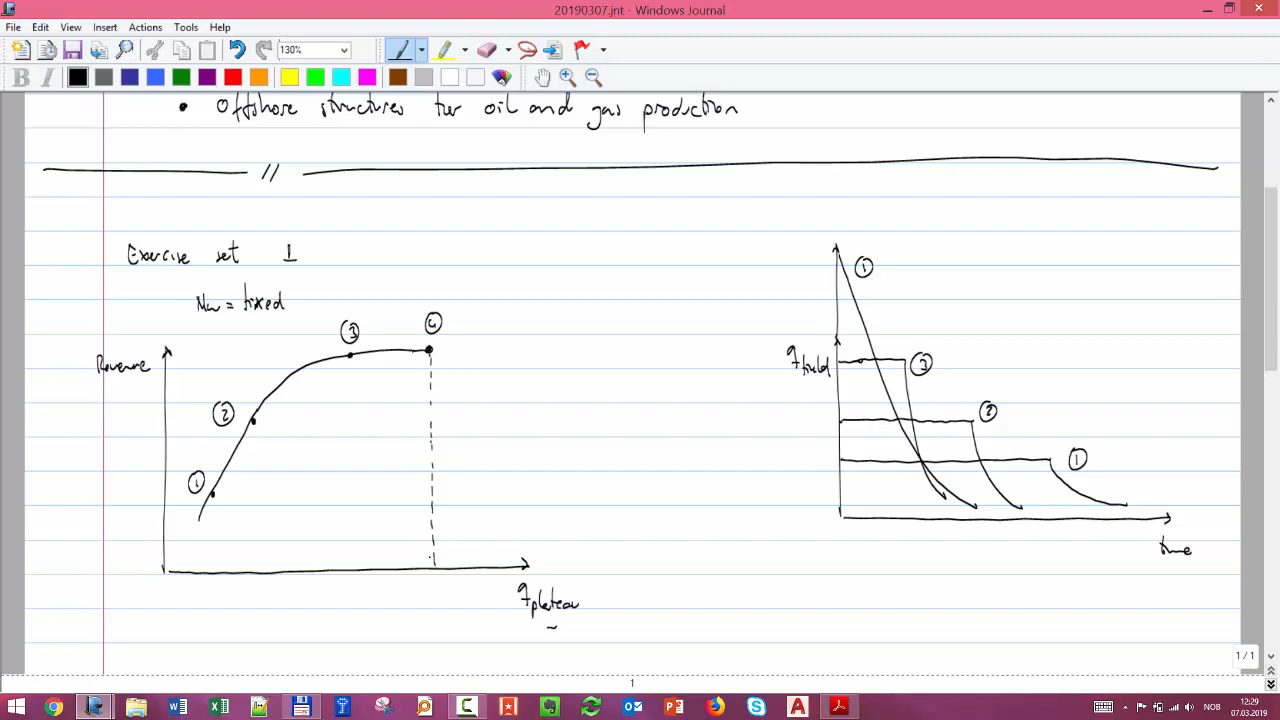 20190307.jnt - Windows Journal
File Edit View Insert Actions Tools Help
130%
B I
• Offshore structures for oil and gas production
//
Exercise set 1
Nw = fixed
Revenue
1
2
3
4
qplateau
qfield
1
3
2
1
time
1 / 1
1
NOB
12:29
07.03.2019